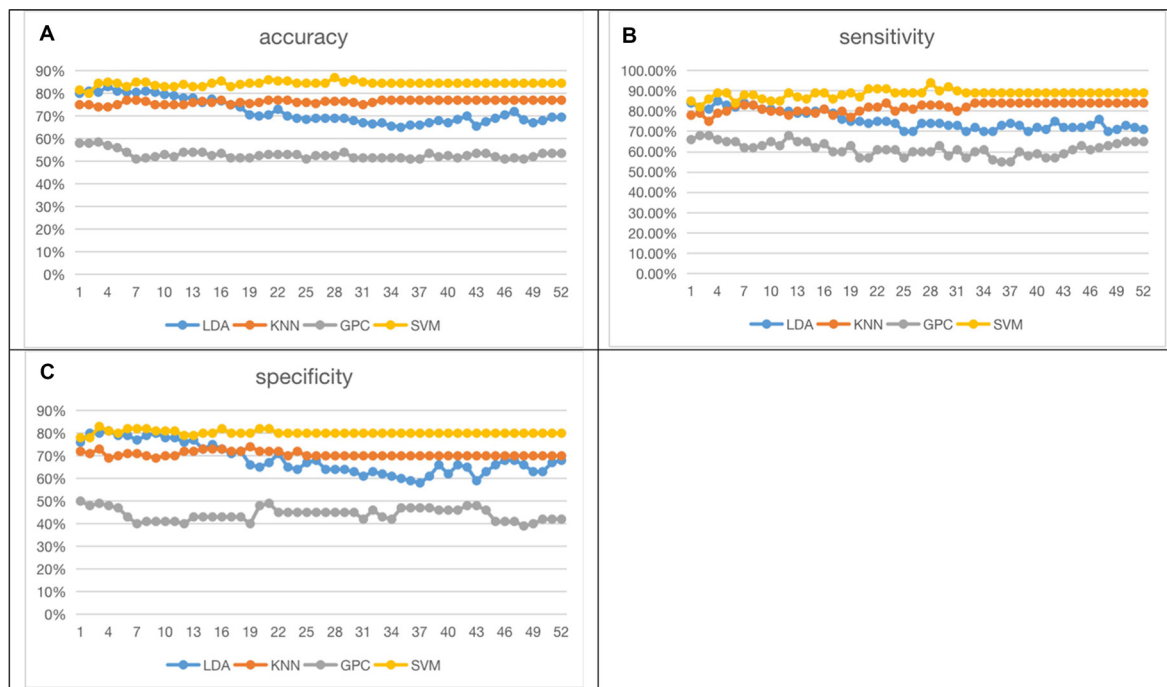 A
accuracy
90%
80%
70%
60%
50%
40%
30%
20%
10%
0%
1 4 7 10 13 16 19 22 25 28 31 34 37 40 43 46 49 52
LDA KNN GPC SVM
B
sensitivity
100.00%
90.00%
80.00%
70.00%
60.00%
50.00%
40.00%
30.00%
20.00%
10.00%
0.00%
1 4 7 10 13 16 19 22 25 28 31 34 37 40 43 46 49 52
LDA KNN GPC SVM
C
specificity
90%
80%
70%
60%
50%
40%
30%
20%
10%
0%
1 4 7 10 13 16 19 22 25 28 31 34 37 40 43 46 49 52
LDA KNN GPC SVM